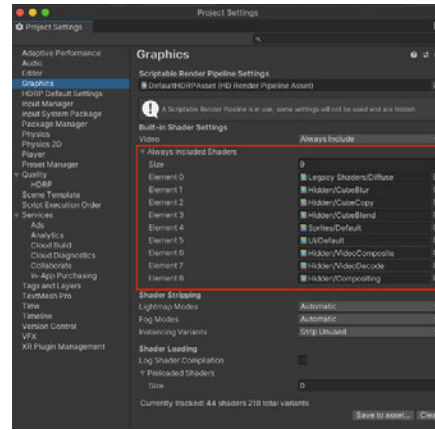 Project Settings
Project Settings
Adaptive Performance
Audio
Editor
Graphics
HDRP Default Settings
Input Manager
Input System Package
Package Manager
Physics
Physics 2D
Player
Preset Manager
Quality
HDRP
Scene Template
Script Execution Order
Services
Ads
Analytics
Cloud Build
Cloud Diagnostics
Collaborate
In-App Purchasing
Tags and Layers
TextMesh Pro
Time
Timeline
Version Control
VFX
XR Plugin Management
Graphics
Scriptable Render Pipeline Settings
DefaultHDRPAsset (HD Render Pipeline Asset)
A Scriptable Render Pipeline is in use, some settings will not be used and are hidden
Built-in Shader Settings
Video Always Include
Always Included Shaders
Size 9
Element 0 Legacy Shaders/Diffuse
Element 1 Hidden/CubeBlur
Element 2 Hidden/CubeCopy
Element 3 Hidden/CubeBlend
Element 4 Sprites/Default
Element 5 UI/Default
Element 6 Hidden/VideoComposite
Element 7 Hidden/VideoDecode
Element 8 Hidden/Compositing
Shader Stripping
Lightmap Modes Automatic
Fog Modes Automatic
Instancing Variants Strip Unused
Shader Loading
Log Shader Compilation
Preloaded Shaders
Size 0
Currently tracked: 44 shaders 218 total variants
Save to asset... Clea